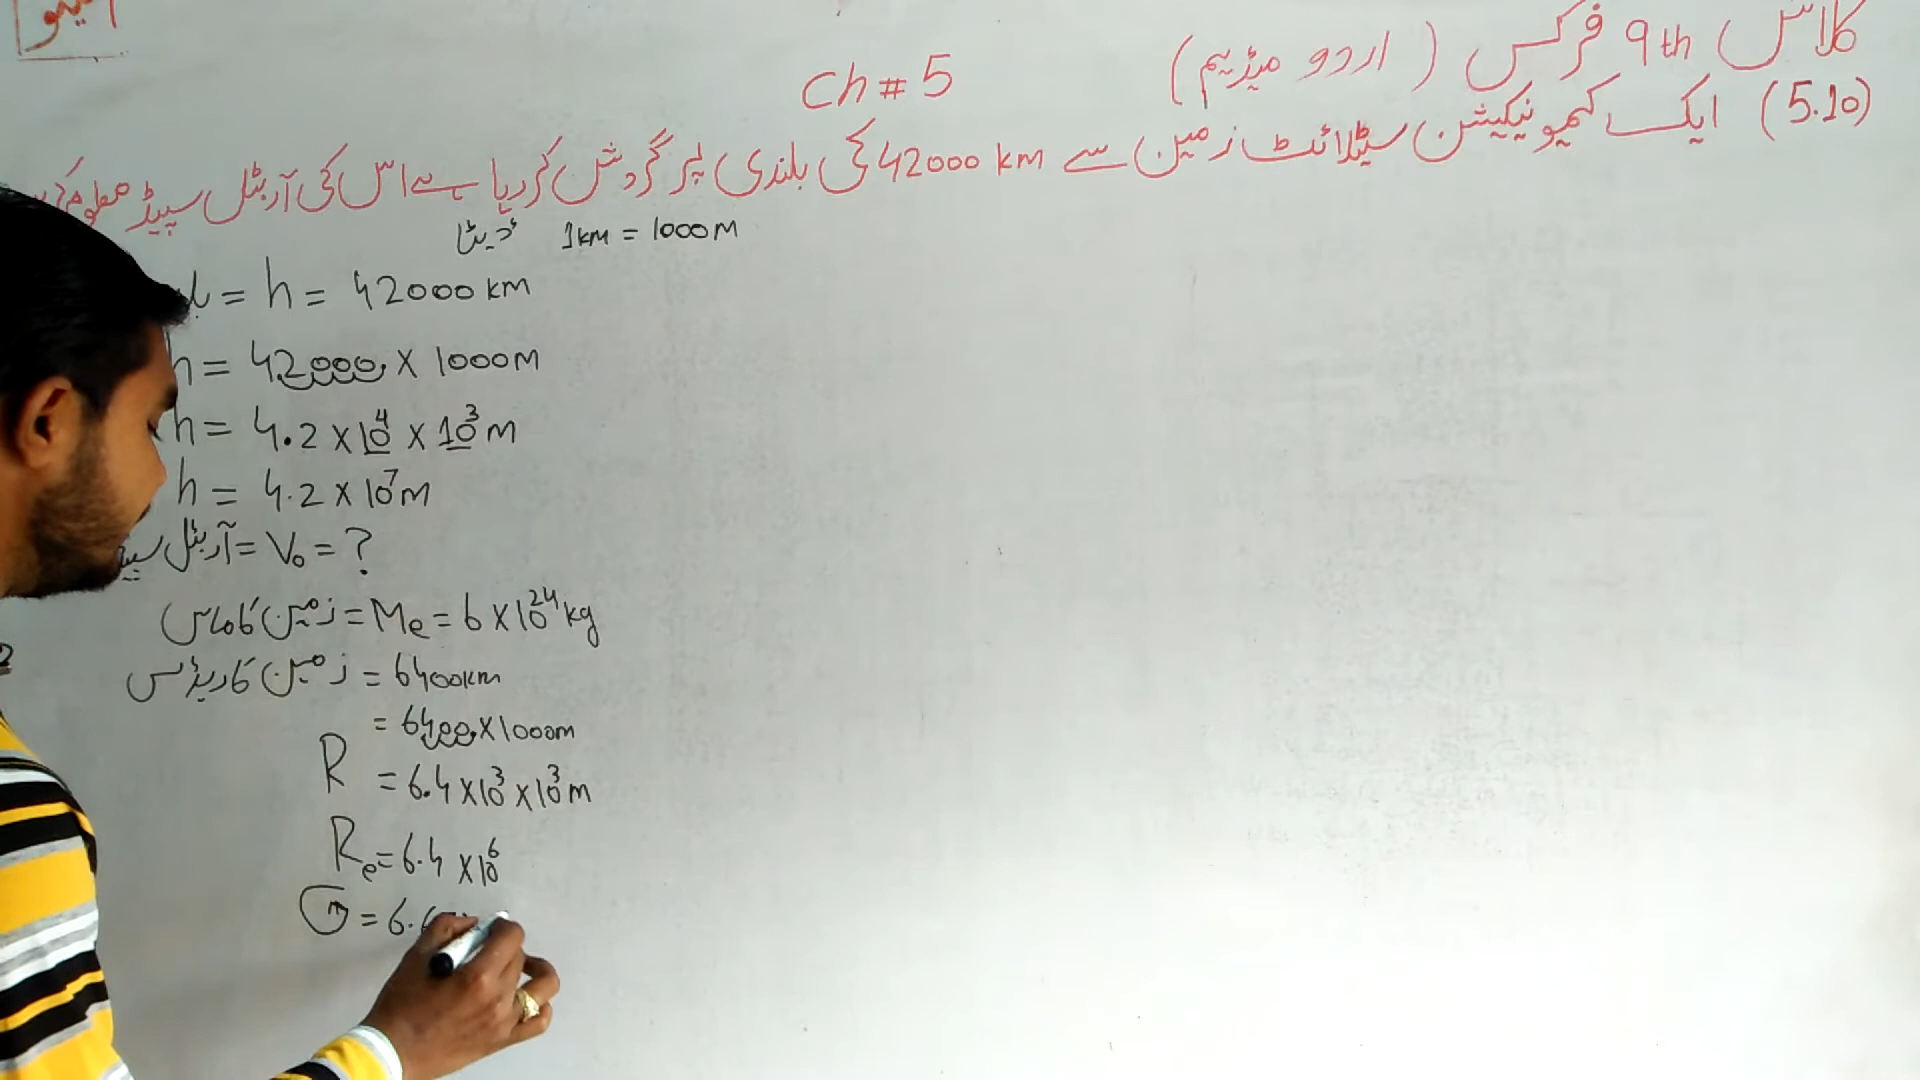 کلاس 9th فزکس (اردو میڈیم)
Ch # 5
(5.10) ایک کمیونیکیشن سیٹلائٹ زمین سے 42000 km کی بلندی پر گردش کر رہا ہے اس کی آربٹل سپیڈ معلوم
ڈیٹا 1km = 1000m
= h = 42000 km
h = 42000 × 1000m
h = 4.2 × 10⁴ × 10³ m
h = 4.2 × 10⁷ m
آربٹل = V₀ = ?
زمین کا ماس = Me = 6 × 10²⁴ kg
زمین کا ریڈیس = 6400km
= 6400 × 1000m
R = 6.4 × 10³ × 10³ m
Re = 6.4 × 10⁶
G = 6.6